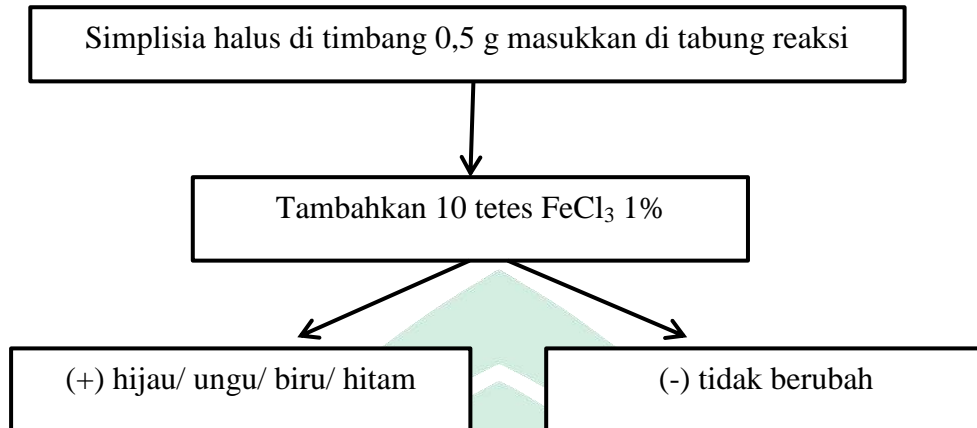 Simplisia halus di timbang 0,5 g masukkan di tabung reaksi
Tambahkan 10 tetes FeCl₃ 1%
(+) hijau/ ungu/ biru/ hitam
(-) tidak berubah